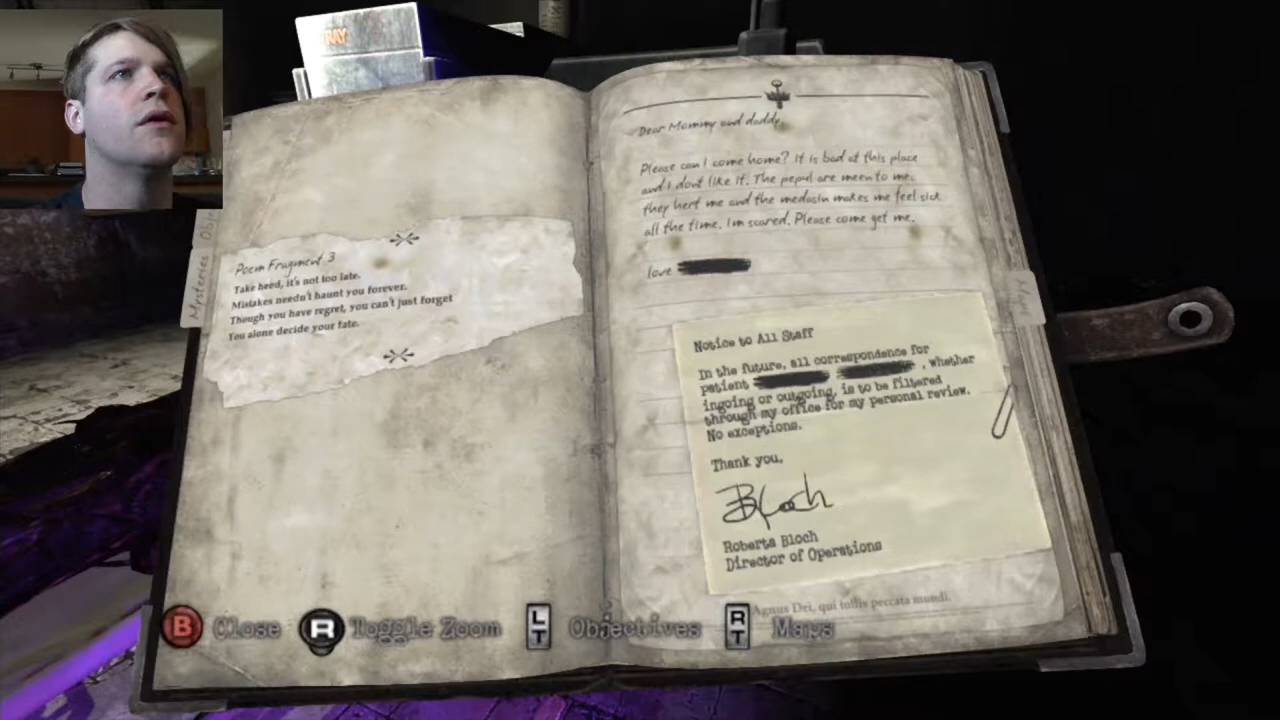 RAY
Mysteries
Poem Fragment 3
Take heed, it's not too late.
Mistakes needn't haunt you forever.
Though you have regret, you can't just forget
You alone decide your fate.
Dear Mommy and daddy,
Please can I come home? it is bad at this place
and I dont like it. The pepul are meen to me.
they hert me and the medasin makes me feel sick
all the time. Im scared. Please come get me.
love
Notice to All Staff
In the future, all correspondence for
patient , whether
ingoing or outgoing, is to be filtered
through my office for my personal review.
No exceptions.
Thank you,
Bloch
Roberta Bloch
Director of Operations
Agnus Dei, qui tollis peccata mundi.
B Close R Toggle Zoom LT Objectives RT Maps